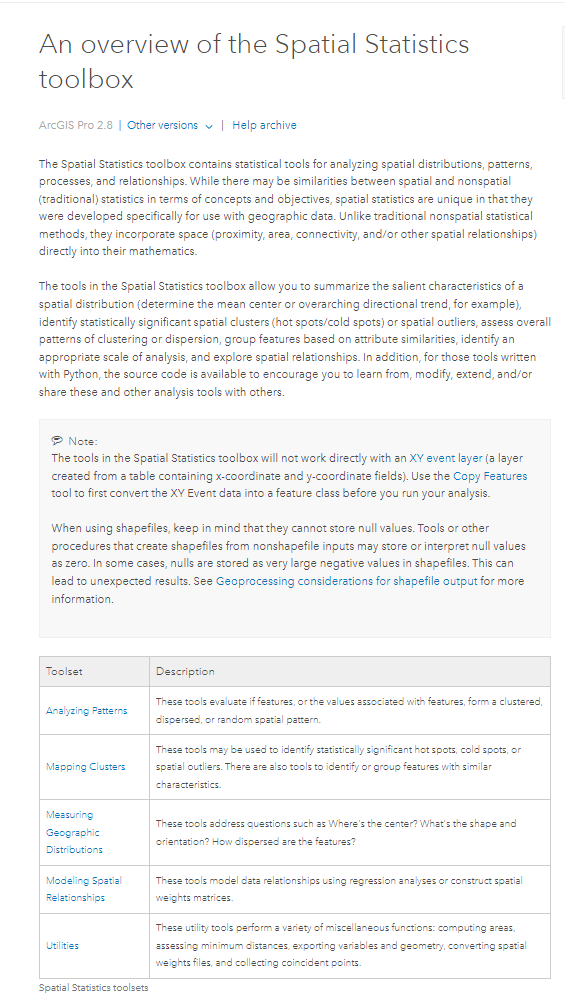 An overview of the Spatial Statistics
toolbox
ArcGIS Pro 2.8 | Other versions | Help archive
The Spatial Statistics toolbox contains statistical tools for analyzing spatial distributions, patterns,
processes, and relationships. While there may be similarities between spatial and nonspatial
(traditional) statistics in terms of concepts and objectives, spatial statistics are unique in that they
were developed specifically for use with geographic data. Unlike traditional nonspatial statistical
methods, they incorporate space (proximity, area, connectivity, and/or other spatial relationships)
directly into their mathematics.
The tools in the Spatial Statistics toolbox allow you to summarize the salient characteristics of a
spatial distribution (determine the mean center or overarching directional trend, for example),
identify statistically significant spatial clusters (hot spots/cold spots) or spatial outliers, assess overall
patterns of clustering or dispersion, group features based on attribute similarities, identify an
appropriate scale of analysis, and explore spatial relationships. In addition, for those tools written
with Python, the source code is available to encourage you to learn from, modify, extend, and/or
share these and other analysis tools with others.
Note:
The tools in the Spatial Statistics toolbox will not work directly with an XY event layer (a layer
created from a table containing x-coordinate and y-coordinate fields). Use the Copy Features
tool to first convert the XY Event data into a feature class before you run your analysis.
When using shapefiles, keep in mind that they cannot store null values. Tools or other
procedures that create shapefiles from nonshapefile inputs may store or interpret null values
as zero. In some cases, nulls are stored as very large negative values in shapefiles. This can
lead to unexpected results. See Geoprocessing considerations for shapefile output for more
information.
Toolset Description
Analyzing Patterns
These tools evaluate if features, or the values associated with features, form a clustered,
dispersed, or random spatial pattern.
Mapping Clusters
These tools may be used to identify statistically significant hot spots, cold spots, or
spatial outliers. There are also tools to identify or group features with similar
characteristics.
Measuring
Geographic
Distributions
These tools address questions such as Where's the center? What's the shape and
orientation? How dispersed are the features?
Modeling Spatial
Relationships
These tools model data relationships using regression analyses or construct spatial
weights matrices.
Utilities
These utility tools perform a variety of miscellaneous functions: computing areas,
assessing minimum distances, exporting variables and geometry, converting spatial
weights files, and collecting coincident points.
Spatial Statistics toolsets